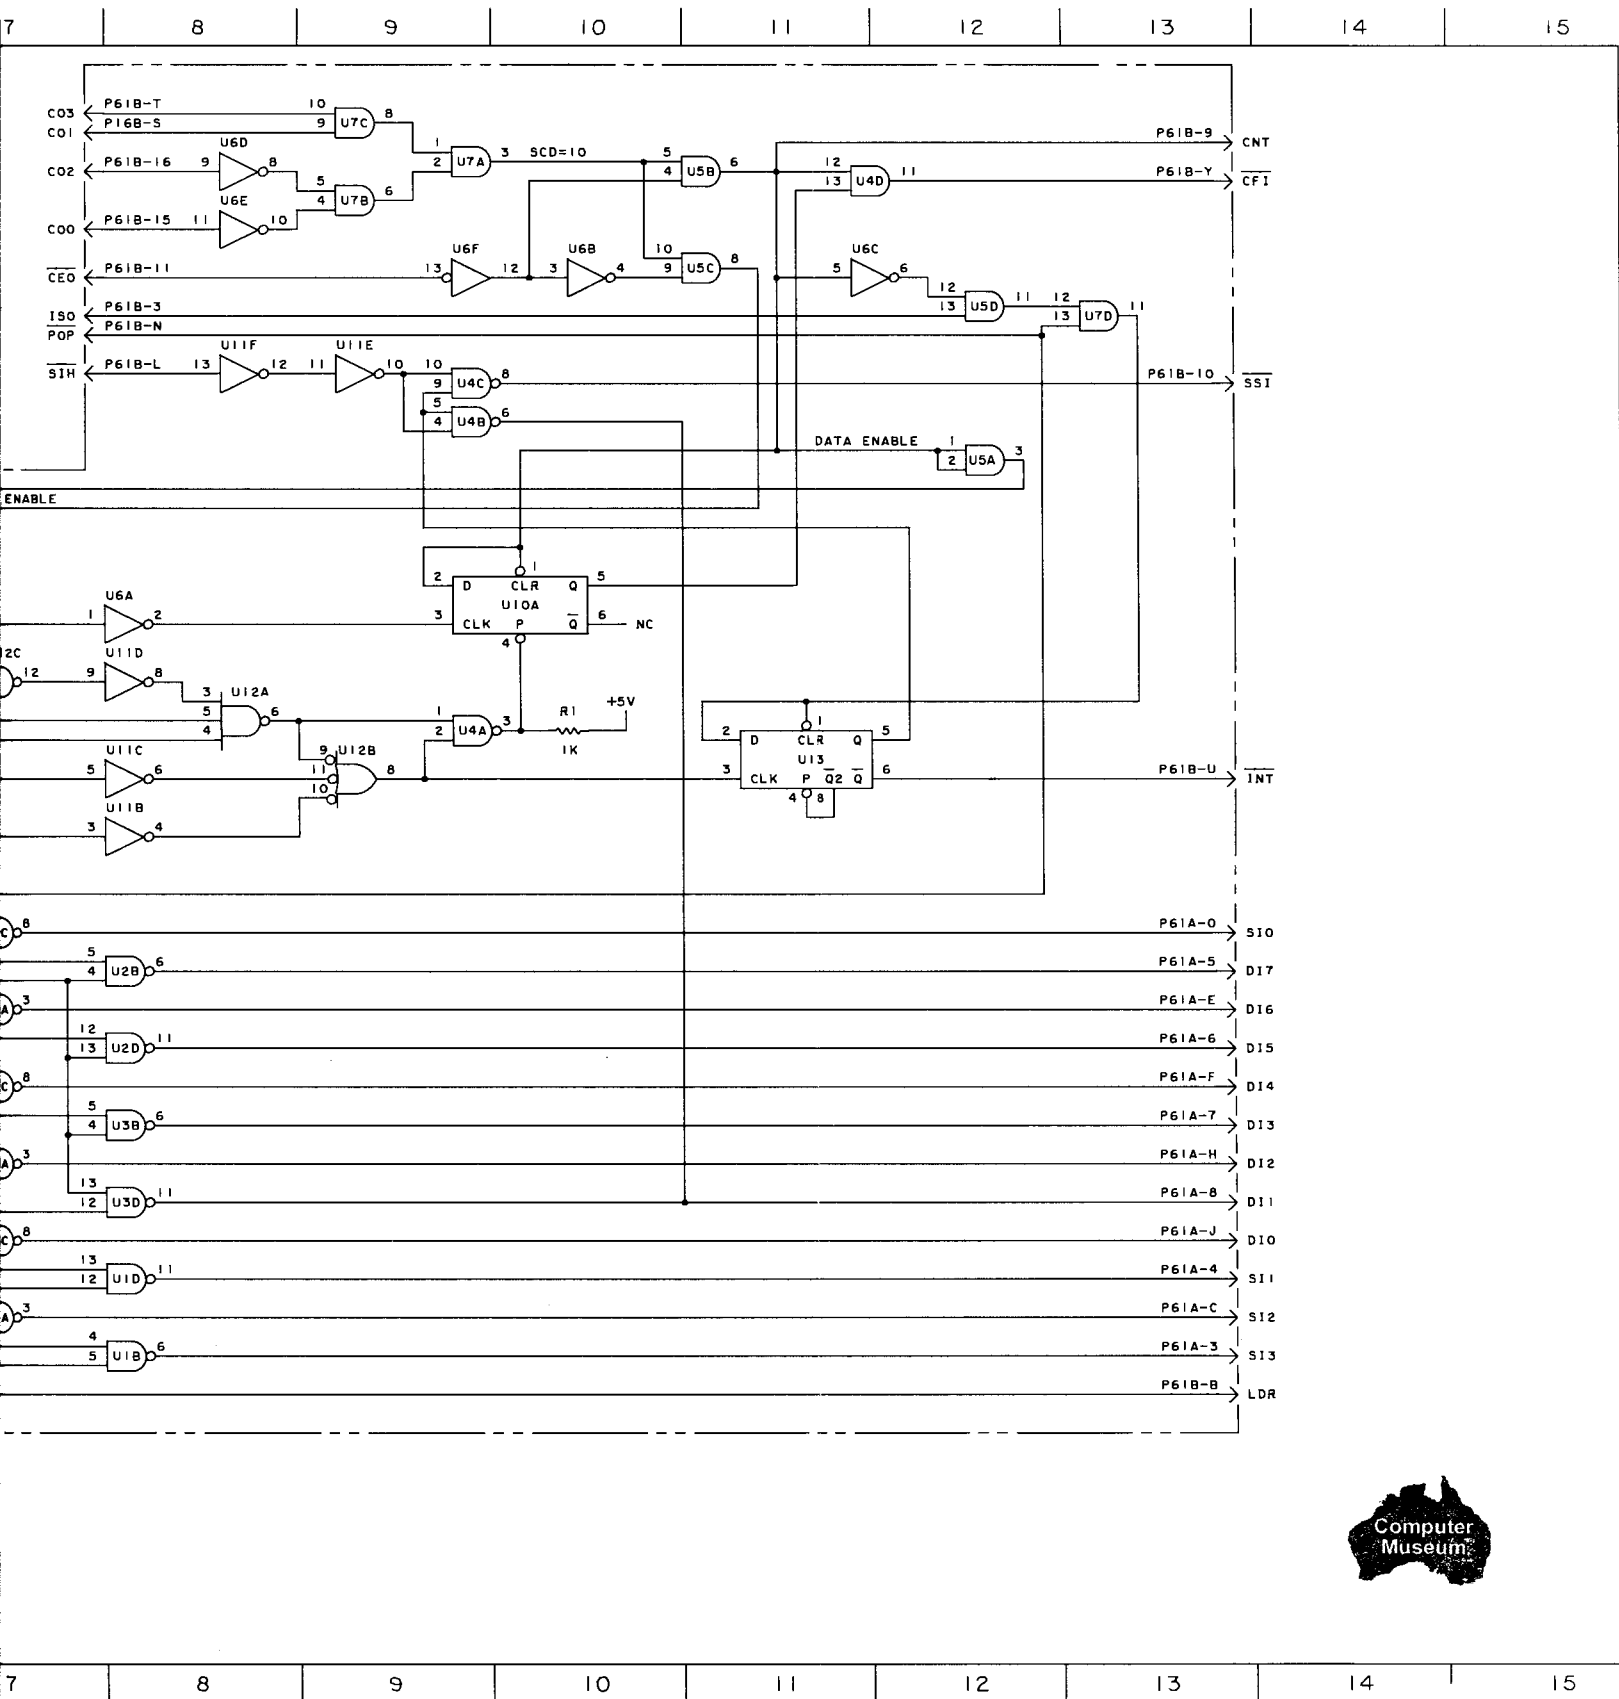 7 8 9 10 11 12 13 14 15
CO3 P61B-T 10 8
CO1 P16B-S 9 U7C
U6D 1 P61B-9 CNT
CO2 P61B-16 9 8 2 U7A 3 SCD=10 5 4 U5B 6 12 13 U4D 11 P61B-Y CFI
5 4 U7B 6
U6E
COO P61B-15 11 10
U6F U6B 10 U6C
CEO P61B-11 13 12 3 4 9 U5C 8 5 6
12 11 12 11
ISO P61B-3 13 U5D 13 U7D
POP P61B-N
U11F U11E
SIH P61B-L 13 12 11 10 10 8 P61B-10 SSI
9 U4C
5 6
4 U4B
DATA ENABLE 1 3
2 U5A
ENABLE
1
2 D CLR Q 5
U6A U10A
1 2 3 CLK P Q 6 NC
4
2C U11D
12 9 8
3 U12A R1 +5V
5 6 1 3
4 2 U4A 1K
1
2 D CLR Q 5
U11C 9 U12B U13
5 6 11 8 3 CLK P Q2 Q 6 P61B-U INT
10 4 8
U11B
3 4
C 8 P61A-0 SIO
5 4 U2B 6 P61A-5 DI7
A 3 P61A-E DI6
12 13 U2D 11 P61A-6 DI5
C 8 P61A-F DI4
5 4 U3B 6 P61A-7 DI3
A 3 P61A-H DI2
13 12 U3D 11 P61A-8 DI1
C 8 P61A-J DIO
13 12 U1D 11 P61A-4 SI1
A 3 P61A-C SI2
4 5 U1B 6 P61A-3 SI3
P61B-B LDR
Computer
Museum
7 8 9 10 11 12 13 14 15